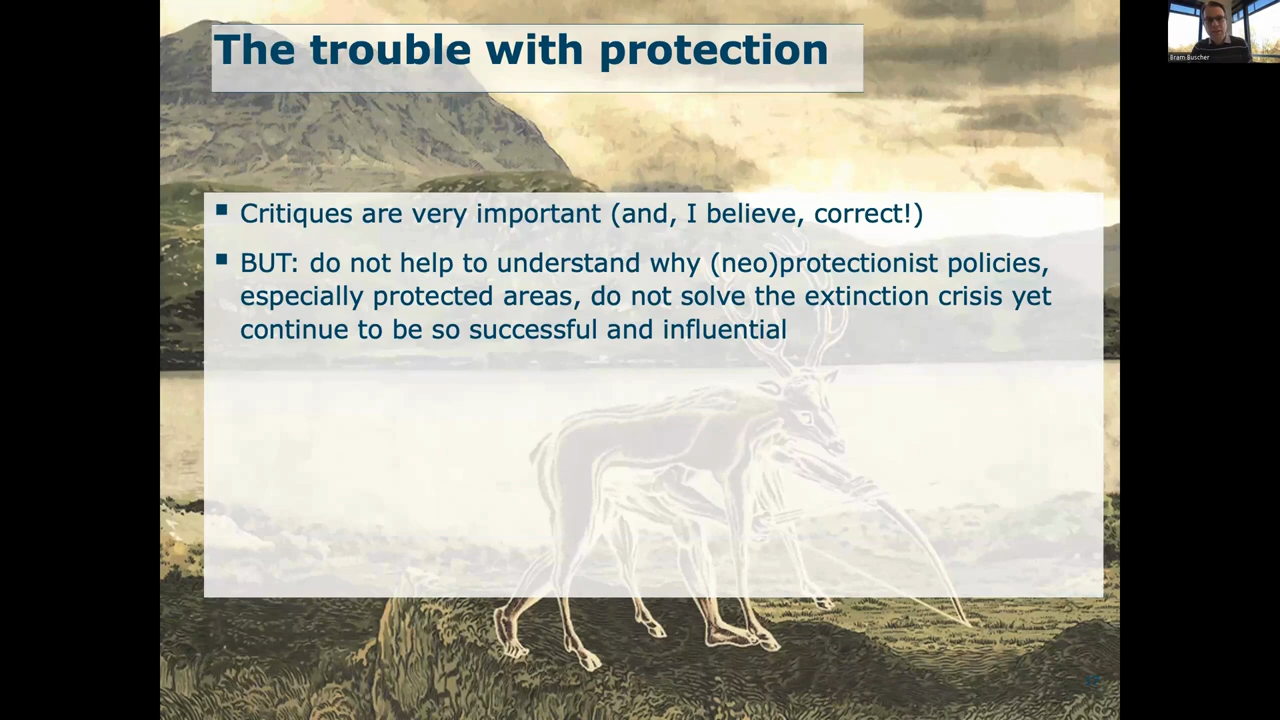 The trouble with protection
Bram Buscher
▪ Critiques are very important (and, I believe, correct!)
▪ BUT: do not help to understand why (neo)protectionist policies,
especially protected areas, do not solve the extinction crisis yet
continue to be so successful and influential